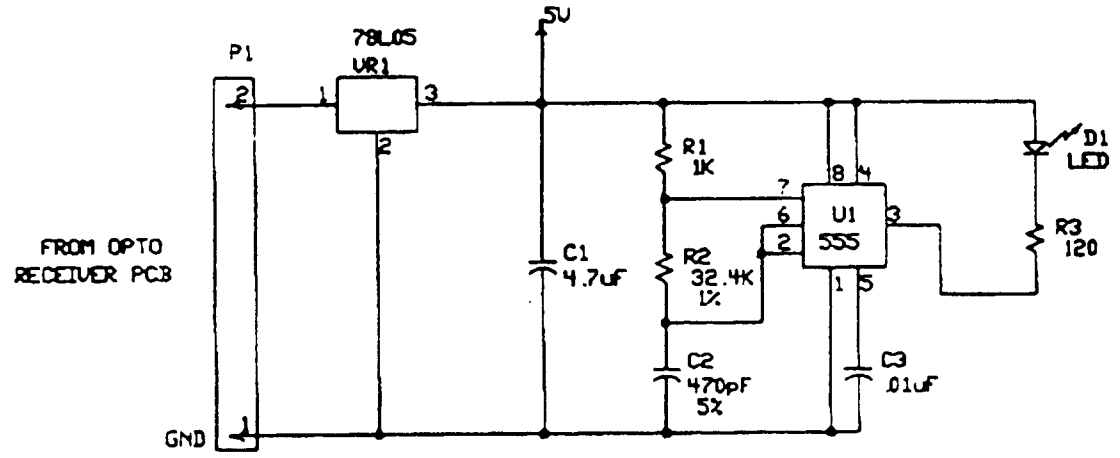 5V
78L05
VR1
P1
2
1
3
2
R1
1K
D1
LED
8 4
7
6
2
U1
555
3
1 5
R3
120
FROM OPTO
RECEIVER PCB
C1
4.7uF
R2
32.4K
1%
C2
470pF
5%
C3
.01uF
GND
1